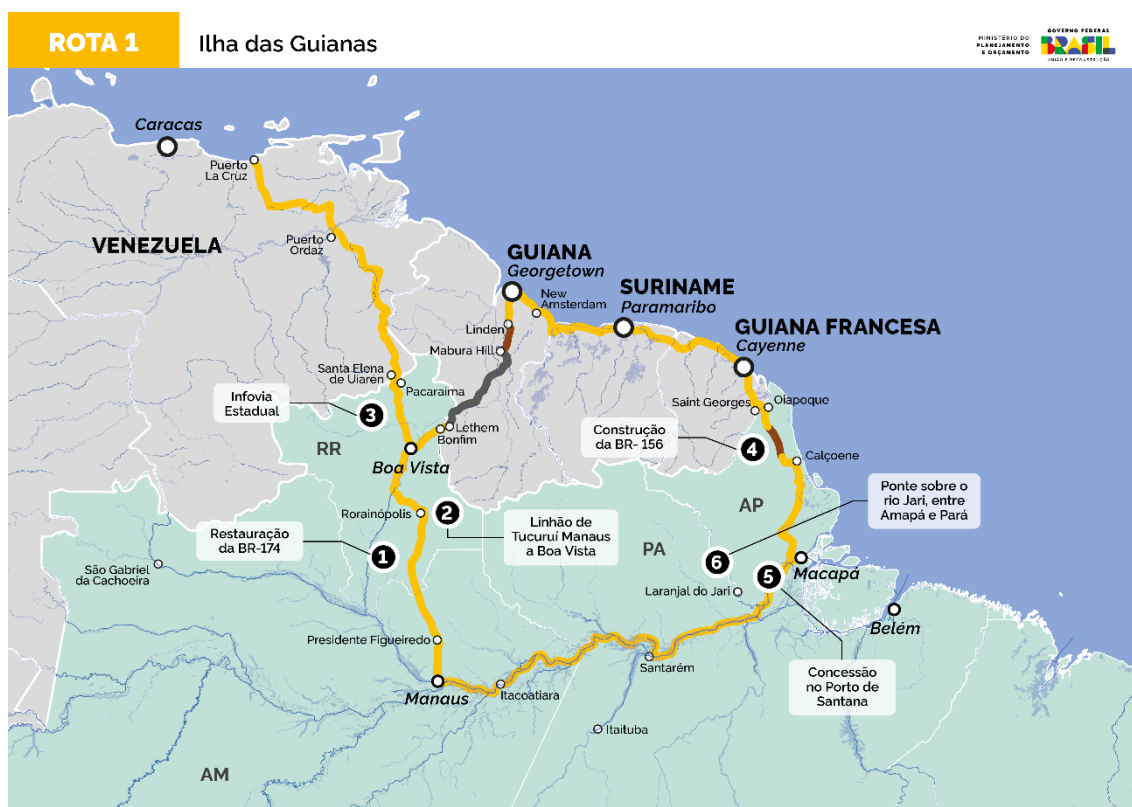 ROTA 1
Ilha das Guianas
MINISTÉRIO DO
PLANEJAMENTO
E ORÇAMENTO
GOVERNO FEDERAL
BRASIL
UNIÃO E RECONSTRUÇÃO
Caracas
Puerto
La Cruz
VENEZUELA
Puerto
Ordaz
GUIANA
Georgetown
New
Amsterdam
SURINAME
Paramaribo
Linden
GUIANA FRANCESA
Cayenne
Mabura Hill
Santa Elena
de Uiarén
Pacaraima
Infovia
Estadual
3
Saint Georges
Oiapoque
Lethem
Bonfim
Construção
da BR- 156
4
RR
Boa Vista
Calçoene
Ponte sobre o
rio Jari, entre
Amapá e Pará
Rorainópolis
2
AP
Restauração
da BR-174
1
Linhão de
Tucuruí Manaus
a Boa Vista
PA
6
Macapá
São Gabriel
da Cachoeira
5
Laranjal do Jari
Belém
Presidente Figueiredo
Santarém
Manaus
Itacoatiara
Concessão
no Porto de
Santana
Itaituba
AM